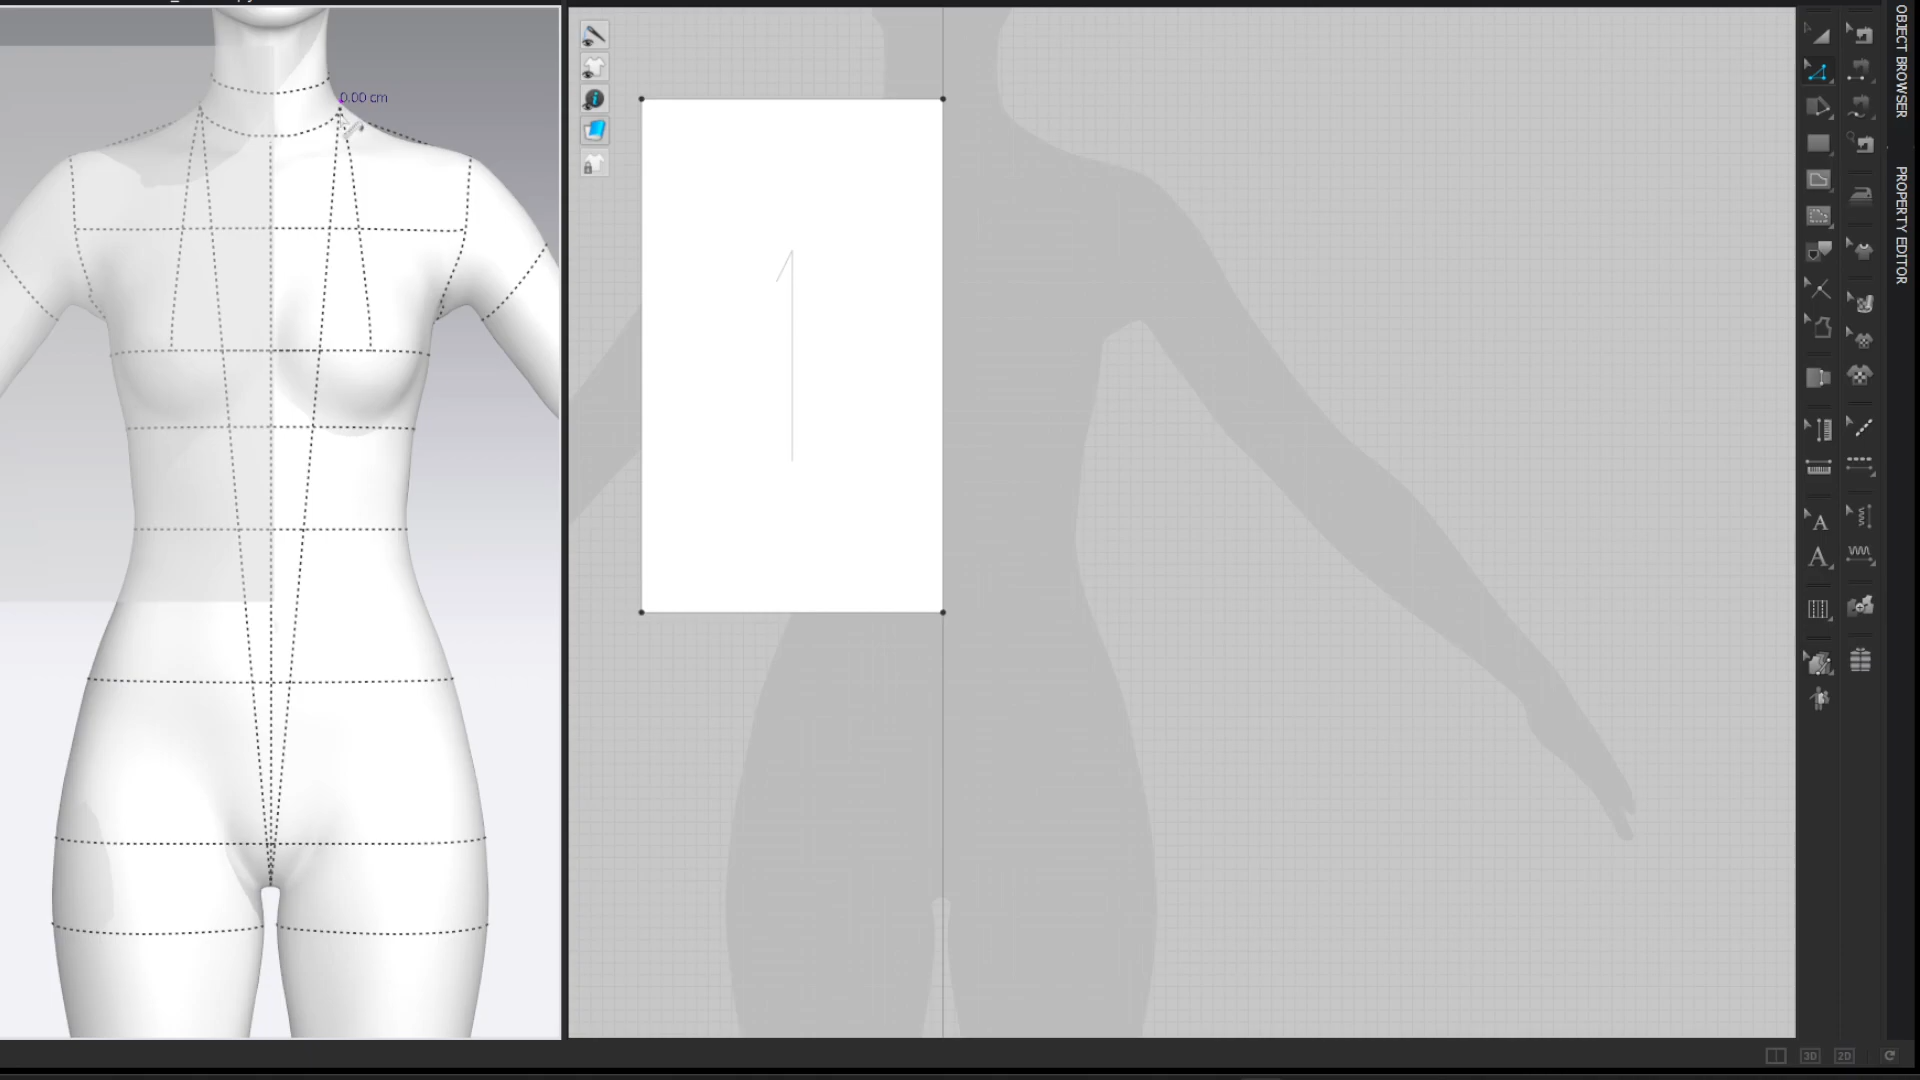 0.00 cm
OBJECT BROWSER
PROPERTY EDITOR
A
A
3D
2D